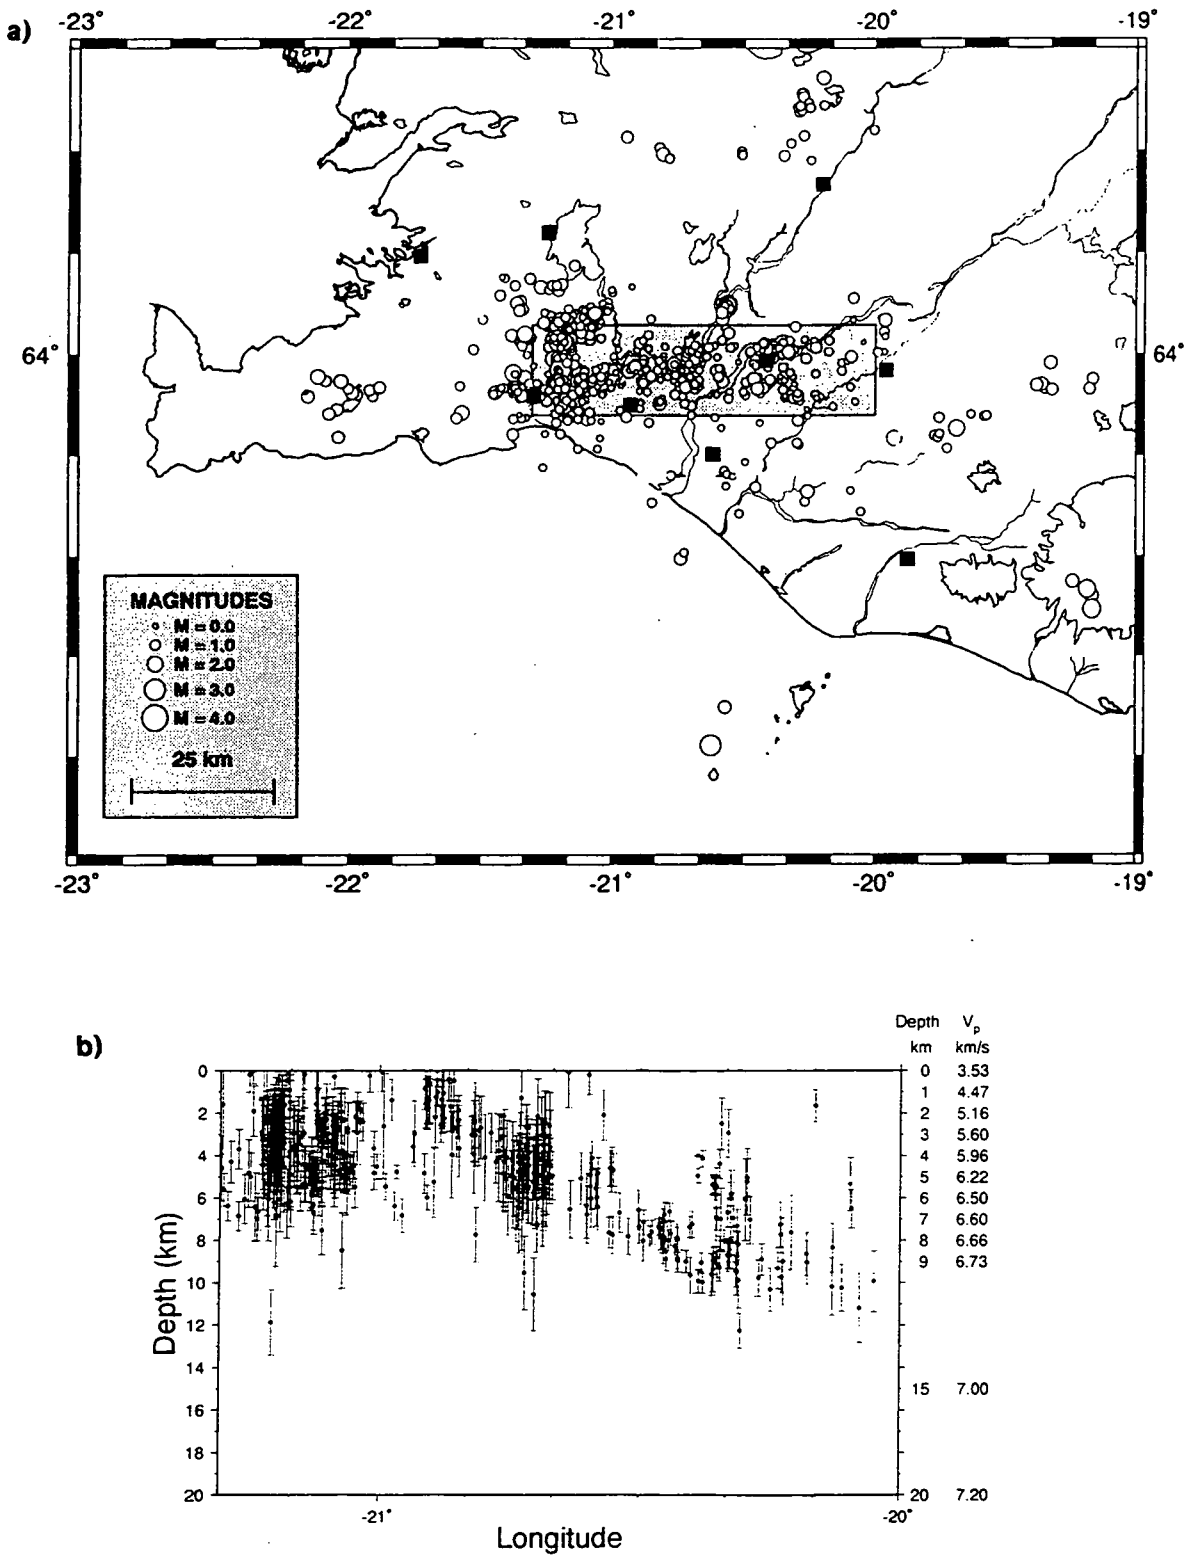 a)
-23° -22° -21° -20° -19°
64° 64°
MAGNITUDES
M = 0.0
M = 1.0
M = 2.0
M = 3.0
M = 4.0
25 km
-23° -22° -21° -20° -19°
b)
Depth Vp
km km/s
0 0 3.53
1 4.47
2 2 5.16
3 5.60
4 4 5.96
5 6.22
6 6 6.50
7 6.60
8 8 6.66
9 6.73
10
12
14
15 7.00
16
18
20 20 7.20
Depth (km)
-21° -20°
Longitude